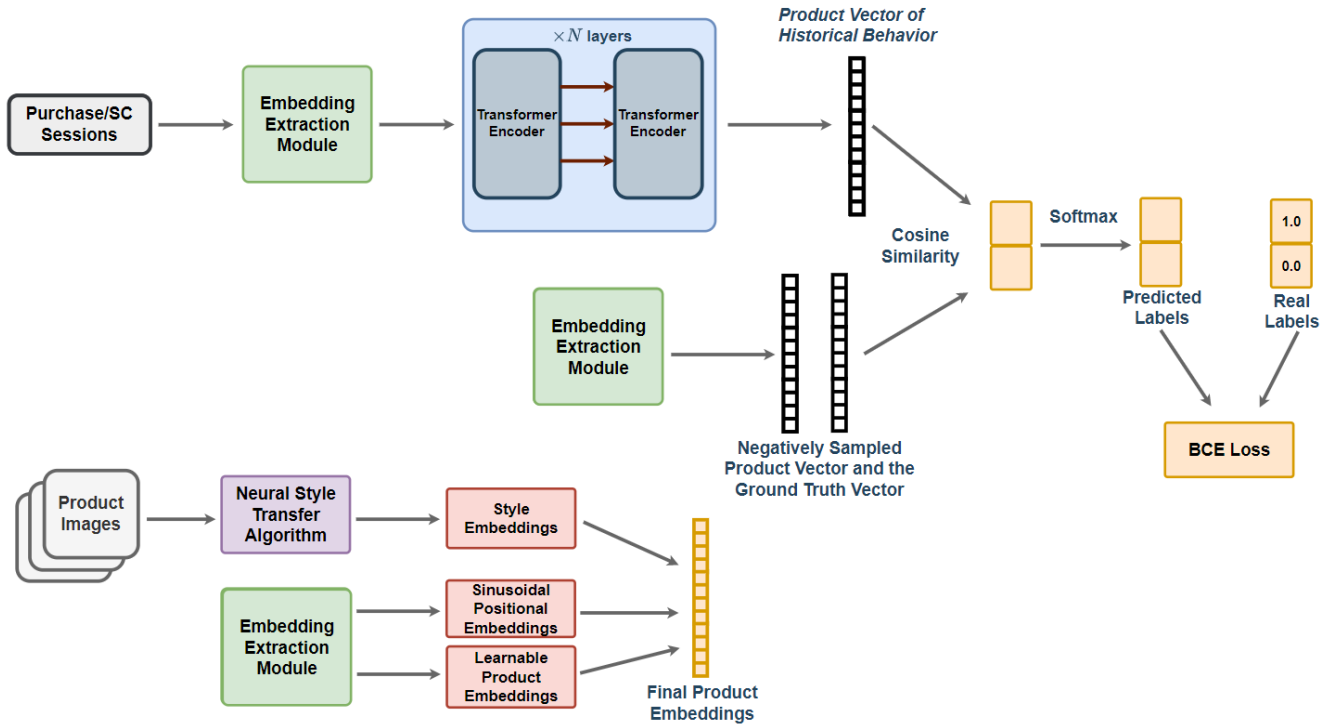 Purchase/SC
Sessions
Embedding
Extraction
Module
×N layers
Transformer
Encoder
Transformer
Encoder
Product Vector of
Historical Behavior
Cosine
Similarity
Softmax
Predicted
Labels
1.0
0.0
Real
Labels
BCE Loss
Embedding
Extraction
Module
Negatively Sampled
Product Vector and the
Ground Truth Vector
Product
Images
Neural Style
Transfer
Algorithm
Style
Embeddings
Embedding
Extraction
Module
Sinusoidal
Positional
Embeddings
Learnable
Product
Embeddings
Final Product
Embeddings